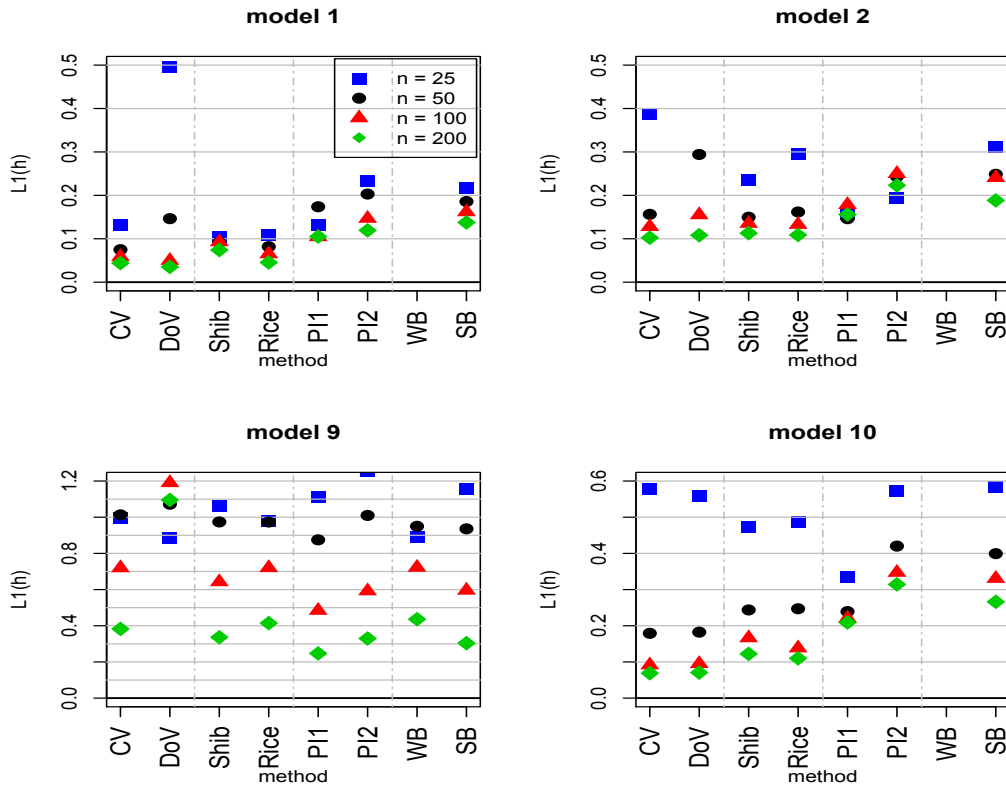 model 1
L1(h)
0.0 0.1 0.2 0.3 0.4 0.5
n = 25
n = 50
n = 100
n = 200
CV DoV Shib Rice PI1 PI2 WB SB
method
model 2
L1(h)
0.0 0.1 0.2 0.3 0.4 0.5
CV DoV Shib Rice PI1 PI2 WB SB
method
model 9
L1(h)
0.0 0.4 0.8 1.2
CV DoV Shib Rice PI1 PI2 WB SB
method
model 10
L1(h)
0.0 0.2 0.4 0.6
CV DoV Shib Rice PI1 PI2 WB SB
method